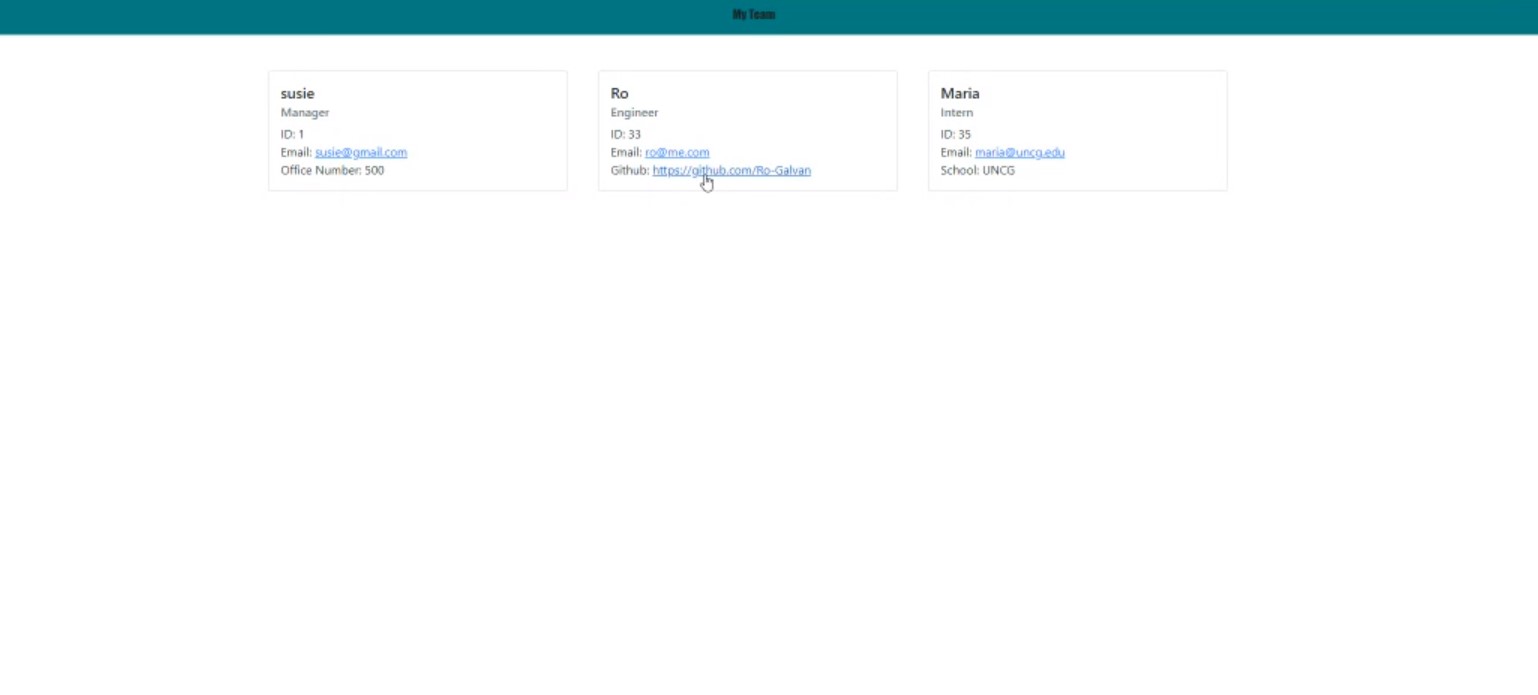 My Team
susie
Manager
ID: 1
Email: susie@gmail.com
Office Number: 500
Ro
Engineer
ID: 33
Email: ro@me.com
Github: https://github.com/Ro-Galvan
Maria
Intern
ID: 35
Email: maria@uncg.edu
School: UNCG